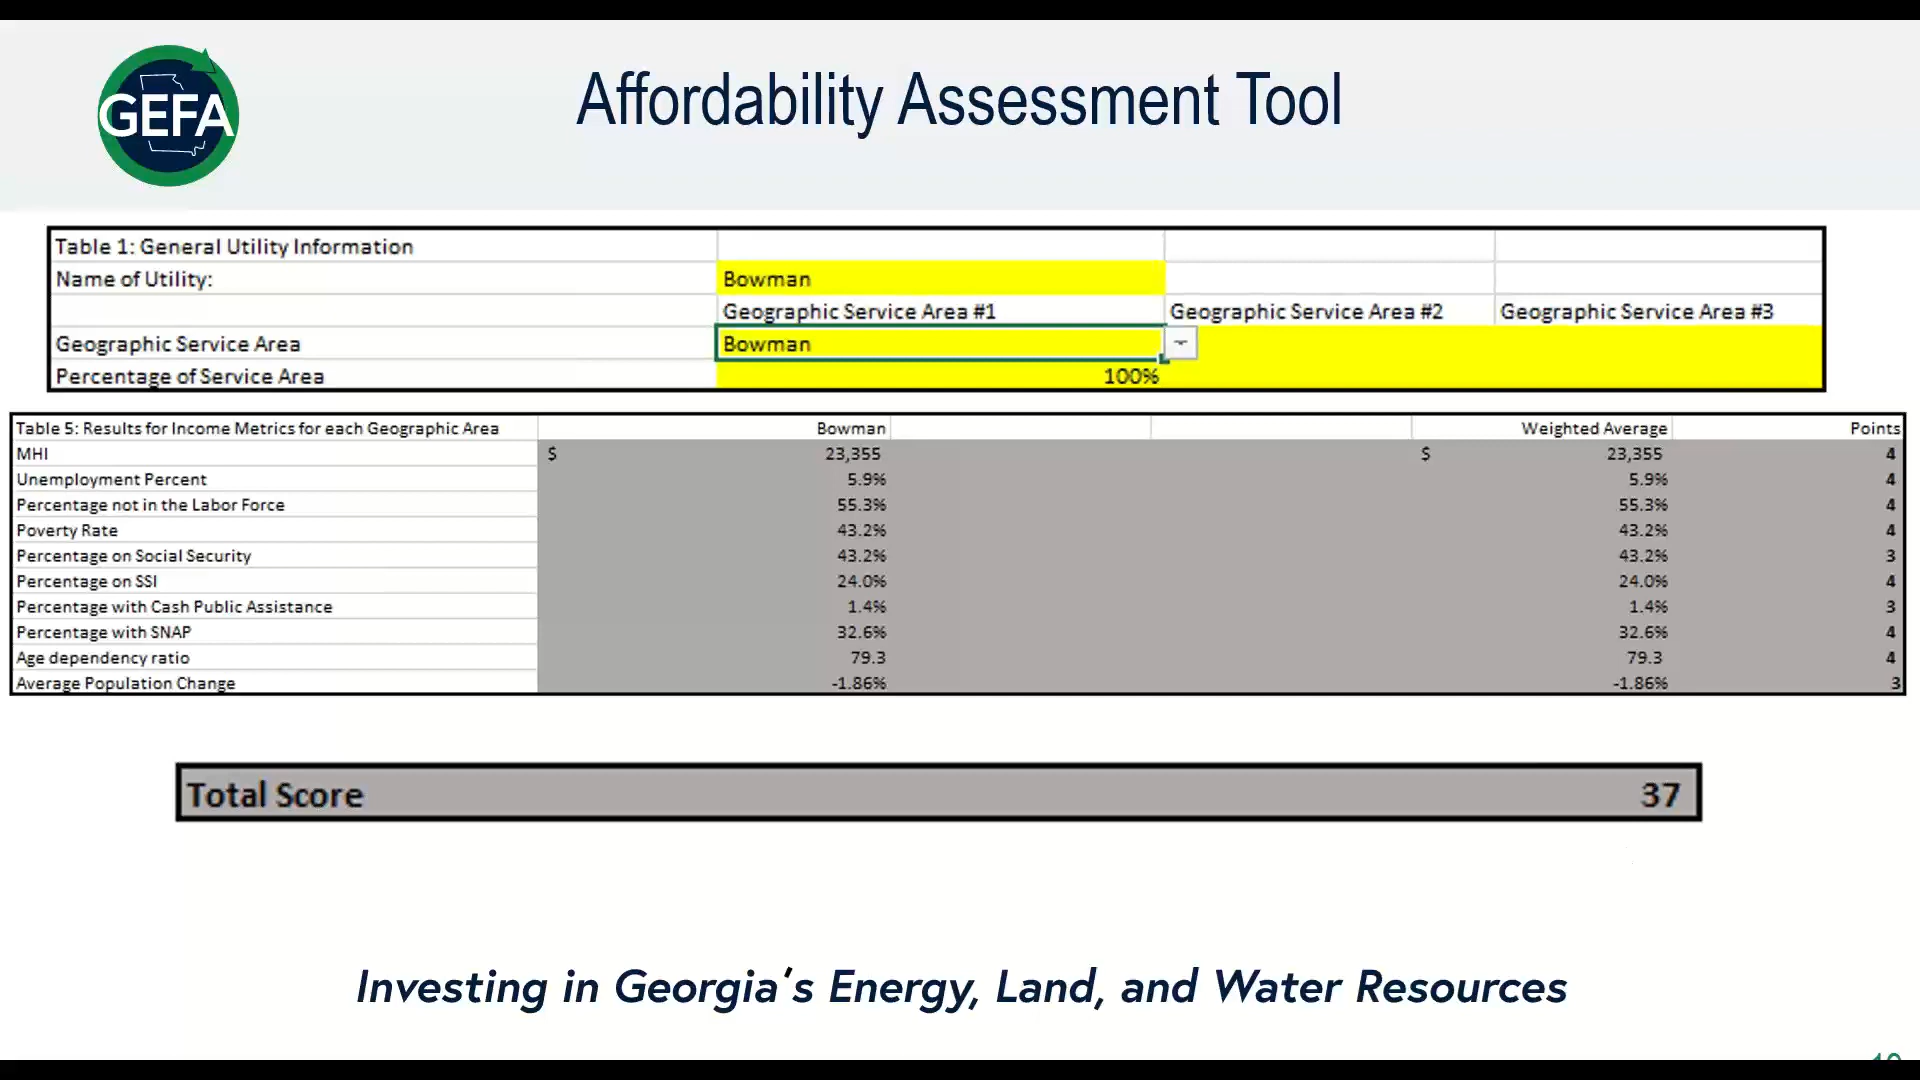 GEFA
Affordability Assessment Tool
Table 1: General Utility Information
Name of Utility: Bowman
Geographic Service Area #1 Geographic Service Area #2 Geographic Service Area #3
Geographic Service Area Bowman
Percentage of Service Area 100%
Table 5: Results for Income Metrics for each Geographic Area Bowman Weighted Average Points
MHI $ 23,355 $ 23,355 4
Unemployment Percent 5.9% 5.9% 4
Percentage not in the Labor Force 55.3% 55.3% 4
Poverty Rate 43.2% 43.2% 4
Percentage on Social Security 43.2% 43.2% 3
Percentage on SSI 24.0% 24.0% 4
Percentage with Cash Public Assistance 1.4% 1.4% 3
Percentage with SNAP 32.6% 32.6% 4
Age dependency ratio 79.3 79.3 4
Average Population Change -1.86% -1.86% 3
Total Score 37
Investing in Georgia's Energy, Land, and Water Resources